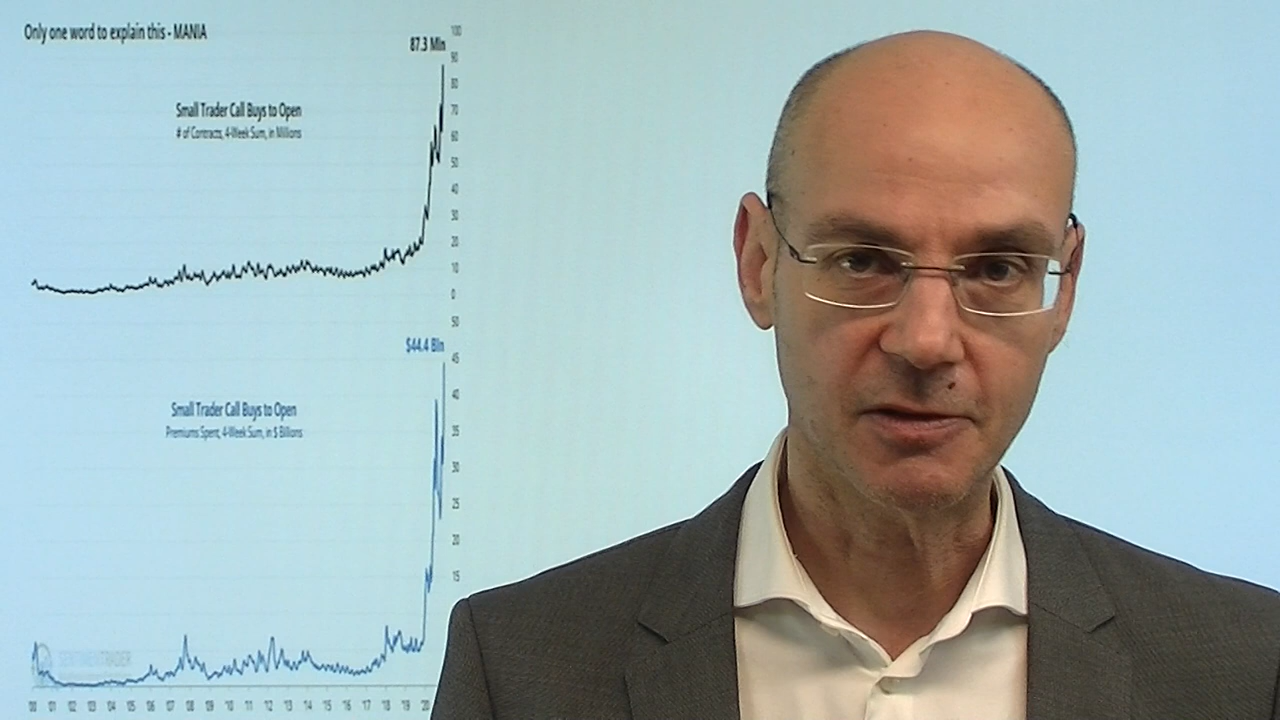 Only one word to explain this - MANIA
87.3 Mln
Small Trader Call Buys to Open
# of Contracts, 4-Week Sum, in Millions
100
90
80
70
60
50
40
30
20
10
0
50
$44.4 Bln
45
40
35
30
25
20
15
Small Trader Call Buys to Open
Premiums Spent, 4-Week Sum, in $ Billions
SENTIMENTRADER
'00 '01 '02 '03 '04 '05 '06 '07 '08 '09 '10 '11 '12 '13 '14 '15 '16 '17 '18 '19 '20